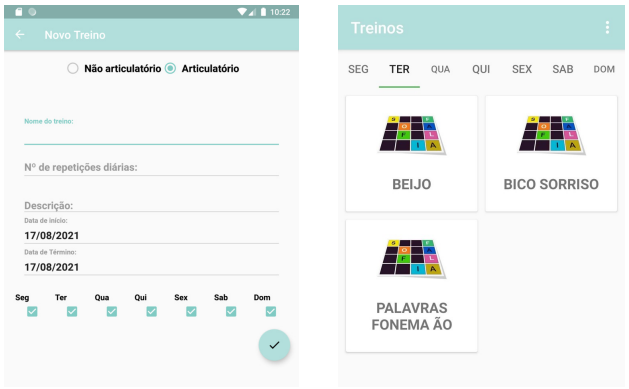 10:22
Novo Treino
Não articulatório Articulatório
Nome do treino:
Nº de repetições diárias:
Descrição:
Data de início:
17/08/2021
Data de Término:
17/08/2021
Seg Ter Qua Qui Sex Sab Dom
Treinos
SEG TER QUA QUI SEX SAB DOM
S F
O A
F L
I A
BEIJO
S F
O A
F L
I A
BICO SORRISO
S F
O A
F L
I A
PALAVRAS
FONEMA ÃO